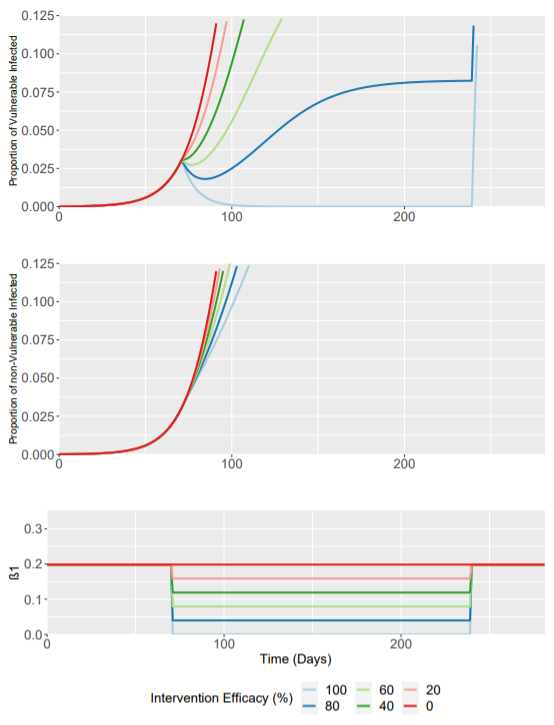 0.125
0.100
0.075
0.050
0.025
0.000
Proportion of Vulnerable Infected
0 100 200
0.125
0.100
0.075
0.050
0.025
0.000
Proportion of non-Vulnerable Infected
0 100 200
0.3
0.2
0.1
0.0
ß1
0 100 200
Time (Days)
Intervention Efficacy (%)
100 60 20
80 40 0